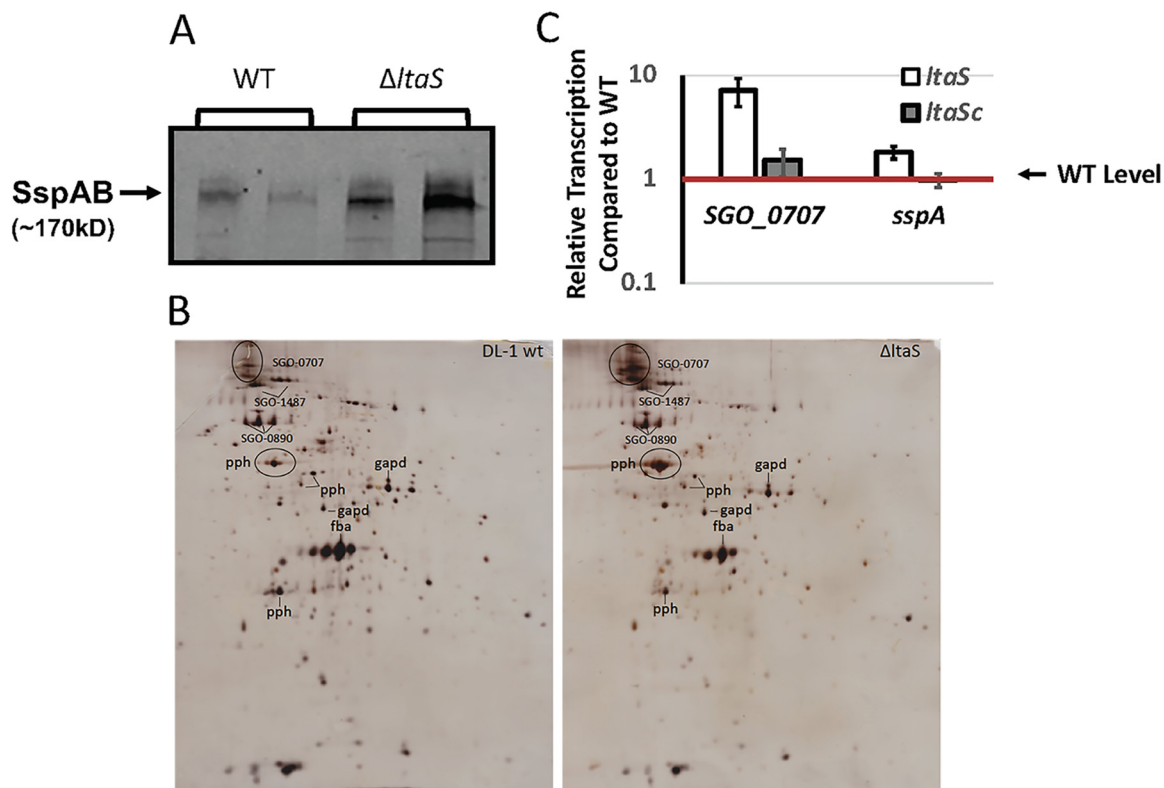 A
WT
ΔltaS
SspAB
(~170kD)
C
Relative Transcription
Compared to WT
10
1
0.1
ltaS
ltaSc
WT Level
SGO_0707
sspA
B
DL-1 wt
SGO-0707
SGO-1487
SGO-0890
pph
pph
gapd
gapd
fba
pph
ΔltaS
SGO-0707
SGO-1487
SGO-0890
pph
pph
gapd
gapd
fba
pph